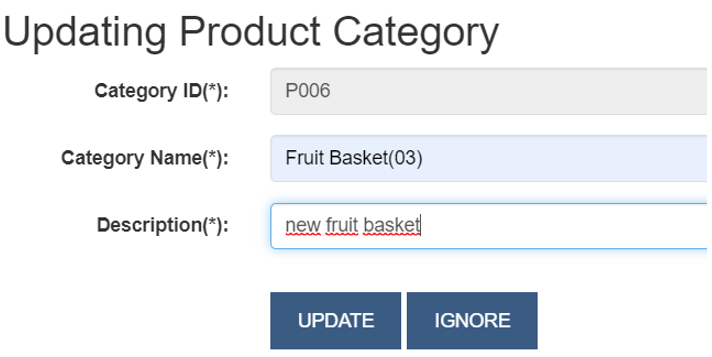 Updating Product Category
Category ID(*): P006
Category Name(*): Fruit Basket(03)
Description(*): new fruit basket
UPDATE IGNORE